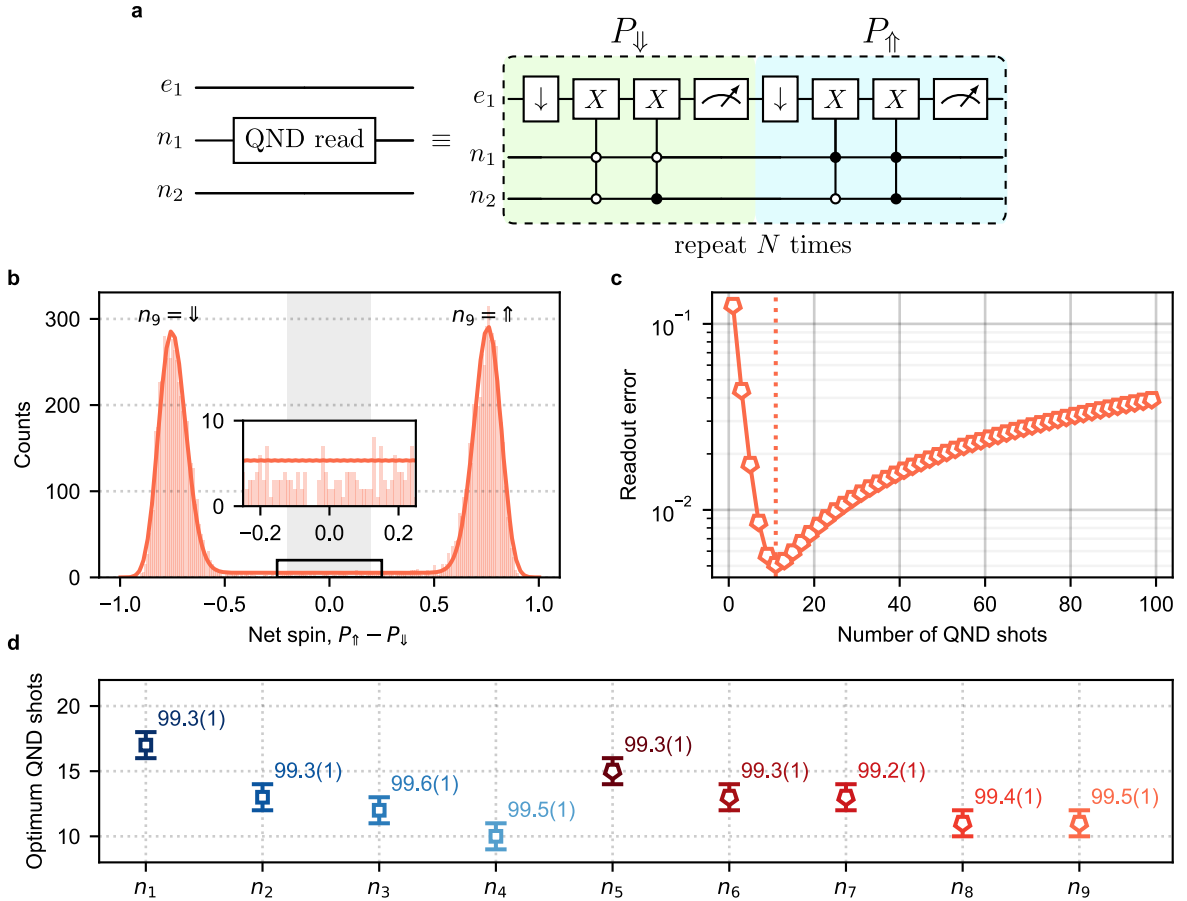 a
P⇓ P⇑
e1 e1 ↓ X X ↓ X X
n1 QND read ≡ n1
n2 n2
repeat N times
b
n9 = ⇓ n9 = ⇑
Counts
300
200
100
0
10
0
−0.2 0.0 0.2
−1.0 −0.5 0.0 0.5 1.0
Net spin, P⇑ − P⇓
c
Readout error
10−1
10−2
0 20 40 60 80 100
Number of QND shots
d
Optimum QND shots
20
15
10
99.3(1) 99.3(1) 99.6(1) 99.5(1) 99.3(1) 99.3(1) 99.2(1) 99.4(1) 99.5(1)
n1 n2 n3 n4 n5 n6 n7 n8 n9